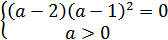 (a − 2)(a − 1)² = 0
a > 0